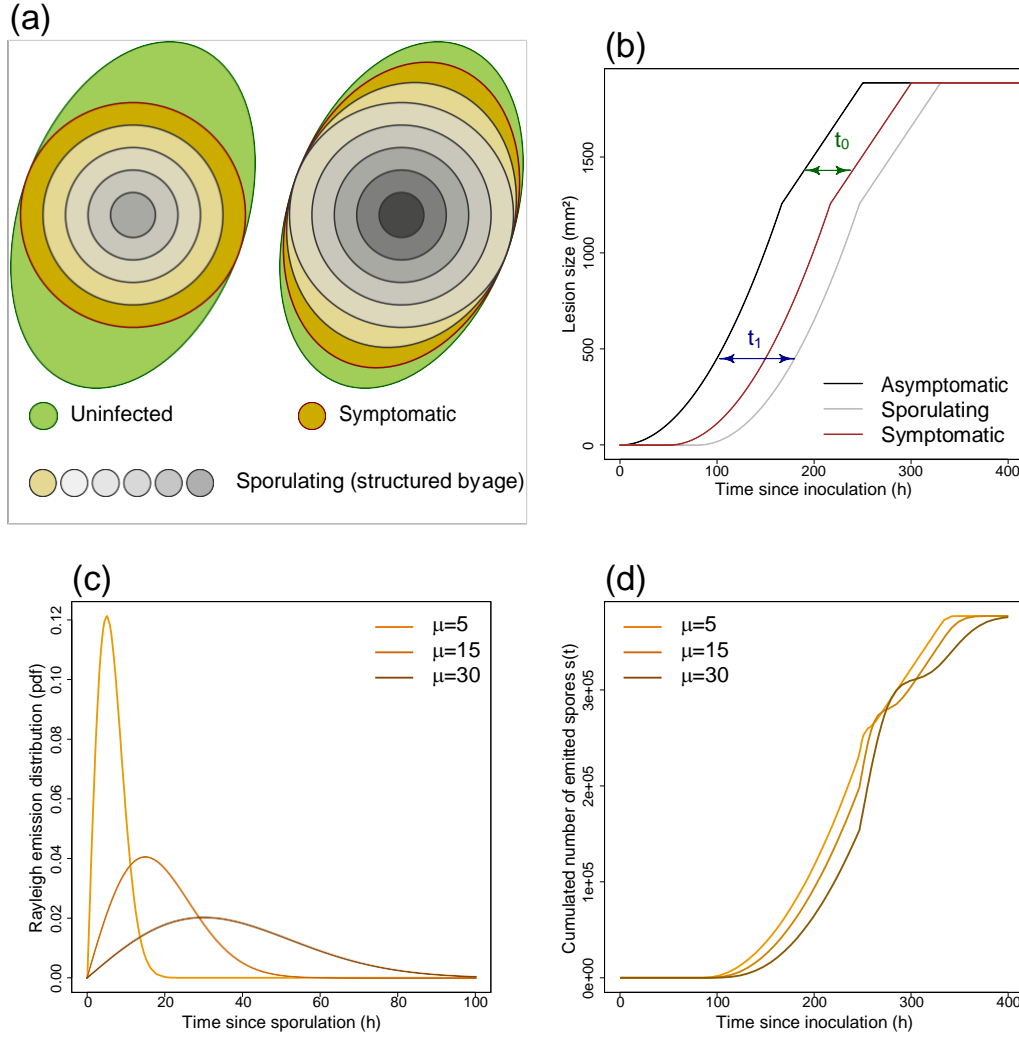 (a)
Uninfected
Symptomatic
Sporulating (structured by age)
(b)
Lesion size (mm²)
0
500
1000
1500
t0
t1
Asymptomatic
Sporulating
Symptomatic
0
100
200
300
400
Time since inoculation (h)
(c)
Rayleigh emission distribution (pdf)
0.00
0.02
0.04
0.06
0.08
0.10
0.12
μ=5
μ=15
μ=30
0
20
40
60
80
100
Time since sporulation (h)
(d)
Cumulated number of emitted spores s(t)
0e+00
1e+05
2e+05
3e+05
μ=5
μ=15
μ=30
0
100
200
300
400
Time since inoculation (h)